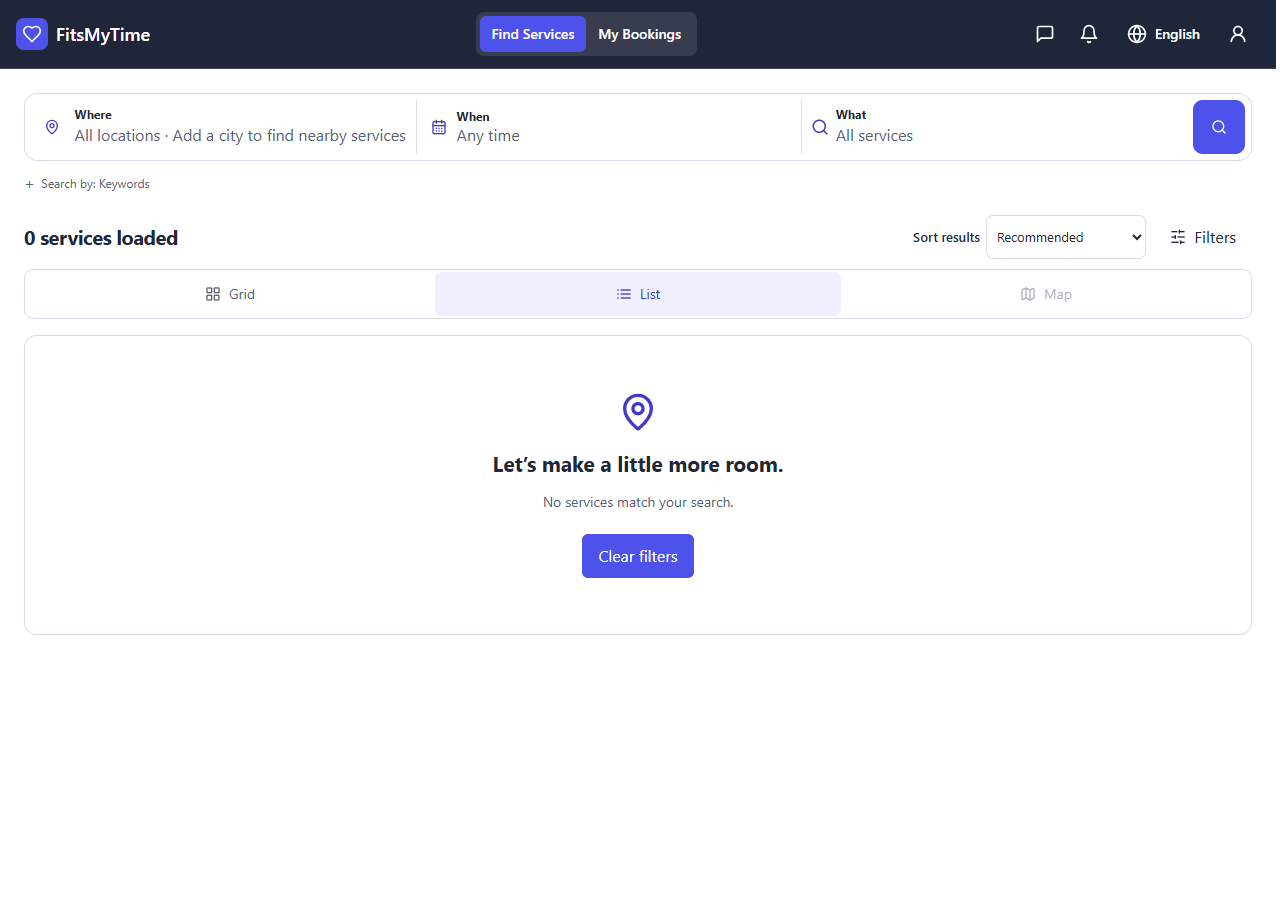 FitsMyTime
Find Services
My Bookings
English
Where
All locations · Add a city to find nearby services
When
Any time
What
All services
+ Search by: Keywords
0 services loaded
Sort results
Recommended
Filters
Grid
List
Map
Let’s make a little more room.
No services match your search.
Clear filters